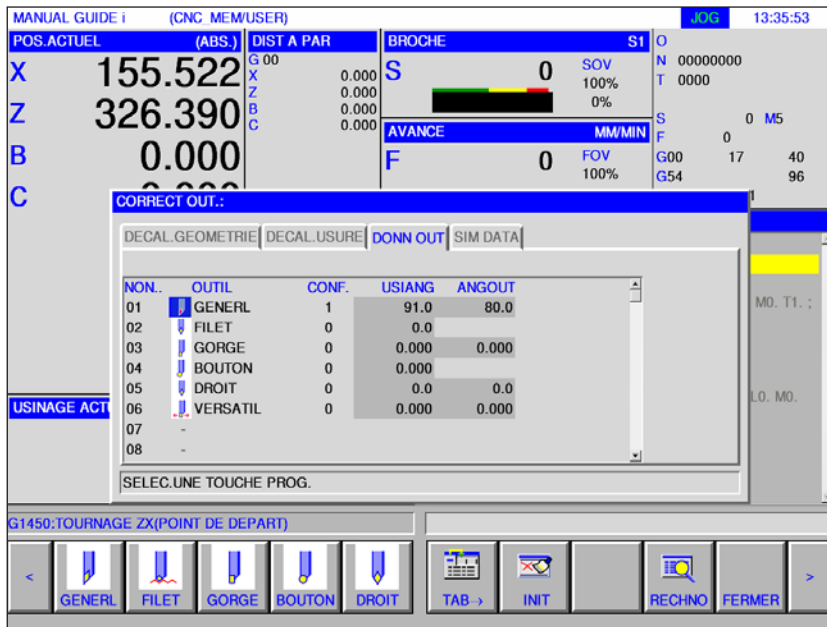 MANUAL GUIDE i (CNC_MEM/USER) JOG 13:35:53
POS.ACTUEL (ABS.) DIST A PAR BROCHE S1 O
X 155.522
Z 326.390
B 0.000
C
G 00
X 0.000
Z 0.000
B 0.000
C 0.000
S 0 SOV
100%
0%
AVANCE MM/MIN
F 0 FOV
100%
N 00000000
T 0000
S 0 M5
F 0
G00 17 40
G54 96
1
CORRECT OUT.:
DECAL.GEOMETRIE DECAL.USURE DONN OUT SIM DATA
NON.. OUTIL CONF. USIANG ANGOUT
01 GENERL 1 91.0 80.0
02 FILET 0 0.0
03 GORGE 0 0.000 0.000
04 BOUTON 0 0.000
05 DROIT 0 0.0 0.0
06 VERSATIL 0 0.000 0.000
07 -
08 -
SELEC.UNE TOUCHE PROG.
M0. T1. ;
L0. M0.
USINAGE ACTU
G1450:TOURNAGE ZX(POINT DE DEPART)
< GENERL FILET GORGE BOUTON DROIT TAB→ INIT RECHNO FERMER >